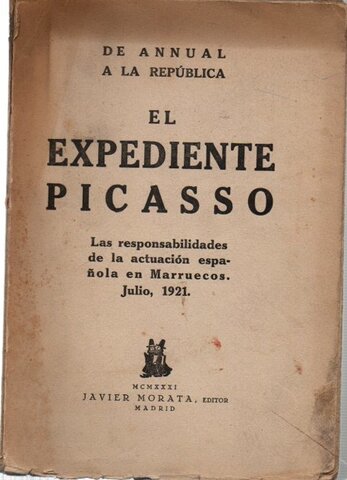 DE ANNUAL
A LA REPÚBLICA
EL
EXPEDIENTE
PICASSO
Las responsabilidades
de la actuación espa-
ñola en Marruecos.
Julio, 1921.
MCMXXXI
JAVIER MORATA, EDITOR
MADRID